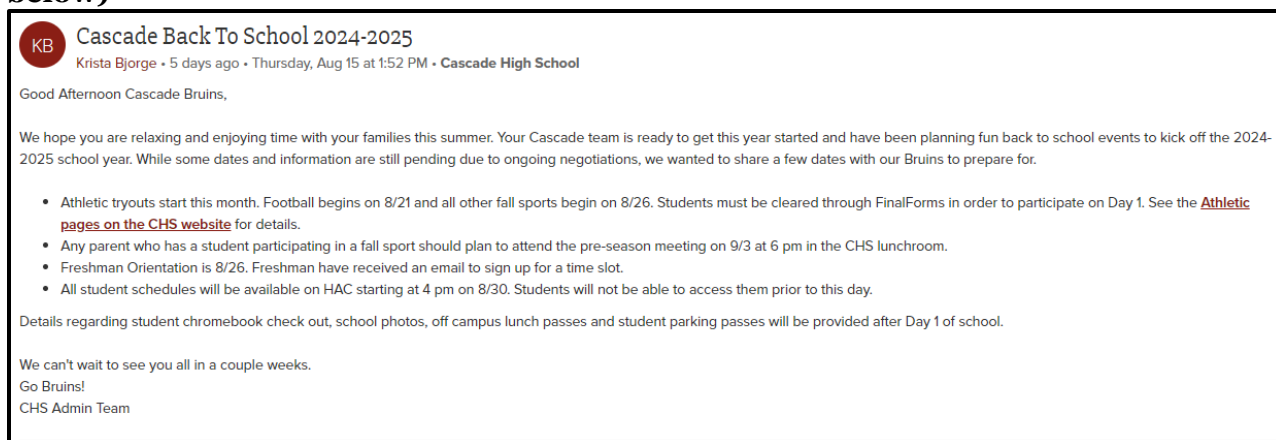 below)
KB
Cascade Back To School 2024-2025
Krista Bjorge • 5 days ago • Thursday, Aug 15 at 1:52 PM • Cascade High School
Good Afternoon Cascade Bruins,
We hope you are relaxing and enjoying time with your families this summer. Your Cascade team is ready to get this year started and have been planning fun back to school events to kick off the 2024-
2025 school year. While some dates and information are still pending due to ongoing negotiations, we wanted to share a few dates with our Bruins to prepare for.
• Athletic tryouts start this month. Football begins on 8/21 and all other fall sports begin on 8/26. Students must be cleared through FinalForms in order to participate on Day 1. See the Athletic
pages on the CHS website for details.
• Any parent who has a student participating in a fall sport should plan to attend the pre-season meeting on 9/3 at 6 pm in the CHS lunchroom.
• Freshman Orientation is 8/26. Freshman have received an email to sign up for a time slot.
• All student schedules will be available on HAC starting at 4 pm on 8/30. Students will not be able to access them prior to this day.
Details regarding student chromebook check out, school photos, off campus lunch passes and student parking passes will be provided after Day 1 of school.
We can't wait to see you all in a couple weeks.
Go Bruins!
CHS Admin Team